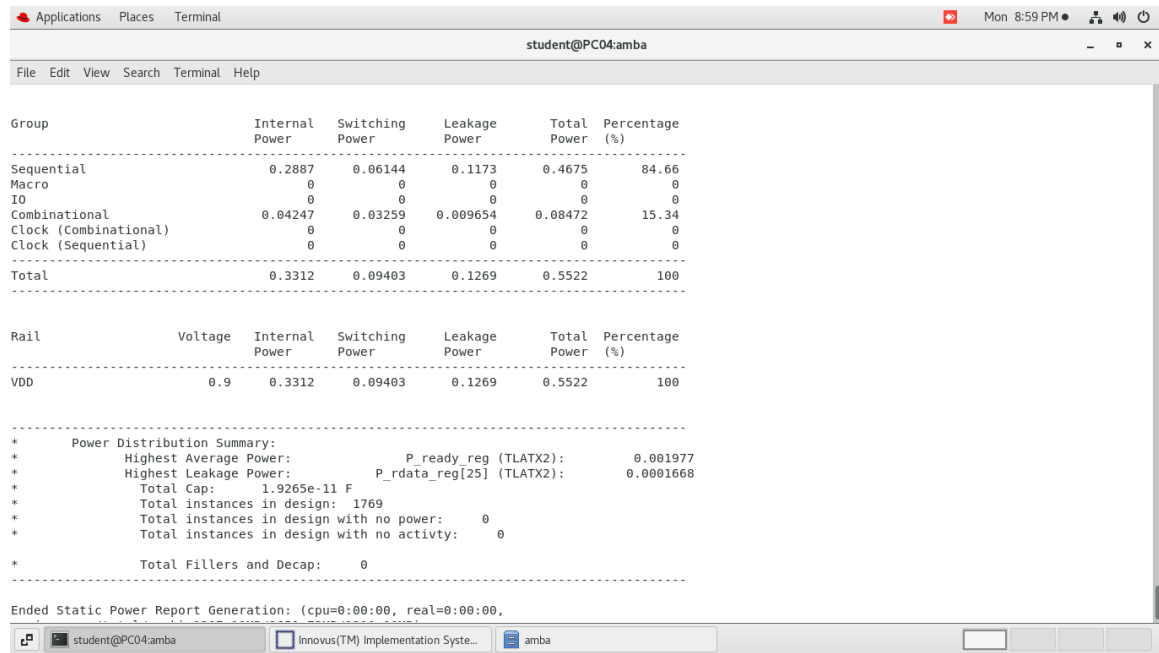 Applications Places Terminal Mon 8:59 PM
student@PC04:amba
File Edit View Search Terminal Help
Group Internal Switching Leakage Total Percentage
Power Power Power Power (%)
Sequential 0.2887 0.06144 0.1173 0.4675 84.66
Macro 0 0 0 0 0
IO 0 0 0 0 0
Combinational 0.04247 0.03259 0.009654 0.08472 15.34
Clock (Combinational) 0 0 0 0 0
Clock (Sequential) 0 0 0 0 0
Total 0.3312 0.09403 0.1269 0.5522 100
Rail Voltage Internal Switching Leakage Total Percentage
Power Power Power Power (%)
VDD 0.9 0.3312 0.09403 0.1269 0.5522 100
* Power Distribution Summary:
* Highest Average Power: P_ready_reg (TLATX2): 0.001977
* Highest Leakage Power: P_rdata_reg[25] (TLATX2): 0.0001668
* Total Cap: 1.9265e-11 F
* Total instances in design: 1769
* Total instances in design with no power: 0
* Total instances in design with no activty: 0
* Total Fillers and Decap: 0
Ended Static Power Report Generation: (cpu=0:00:00, real=0:00:00,
student@PC04:amba Innovus(TM) Implementation Syste... amba